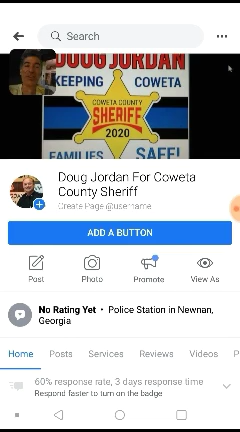 Search
DOUG JORDAN
KEEPING COWETA
COWETA COUNTY
SHERIFF
2020
FAMILIES SAFE!
Doug Jordan For Coweta
County Sheriff
Create Page @username
ADD A BUTTON
Post Photo Promote View As
No Rating Yet • Police Station in Newnan,
Georgia
Home Posts Services Reviews Videos P
60% response rate, 3 days response time
Respond faster to turn on the badge